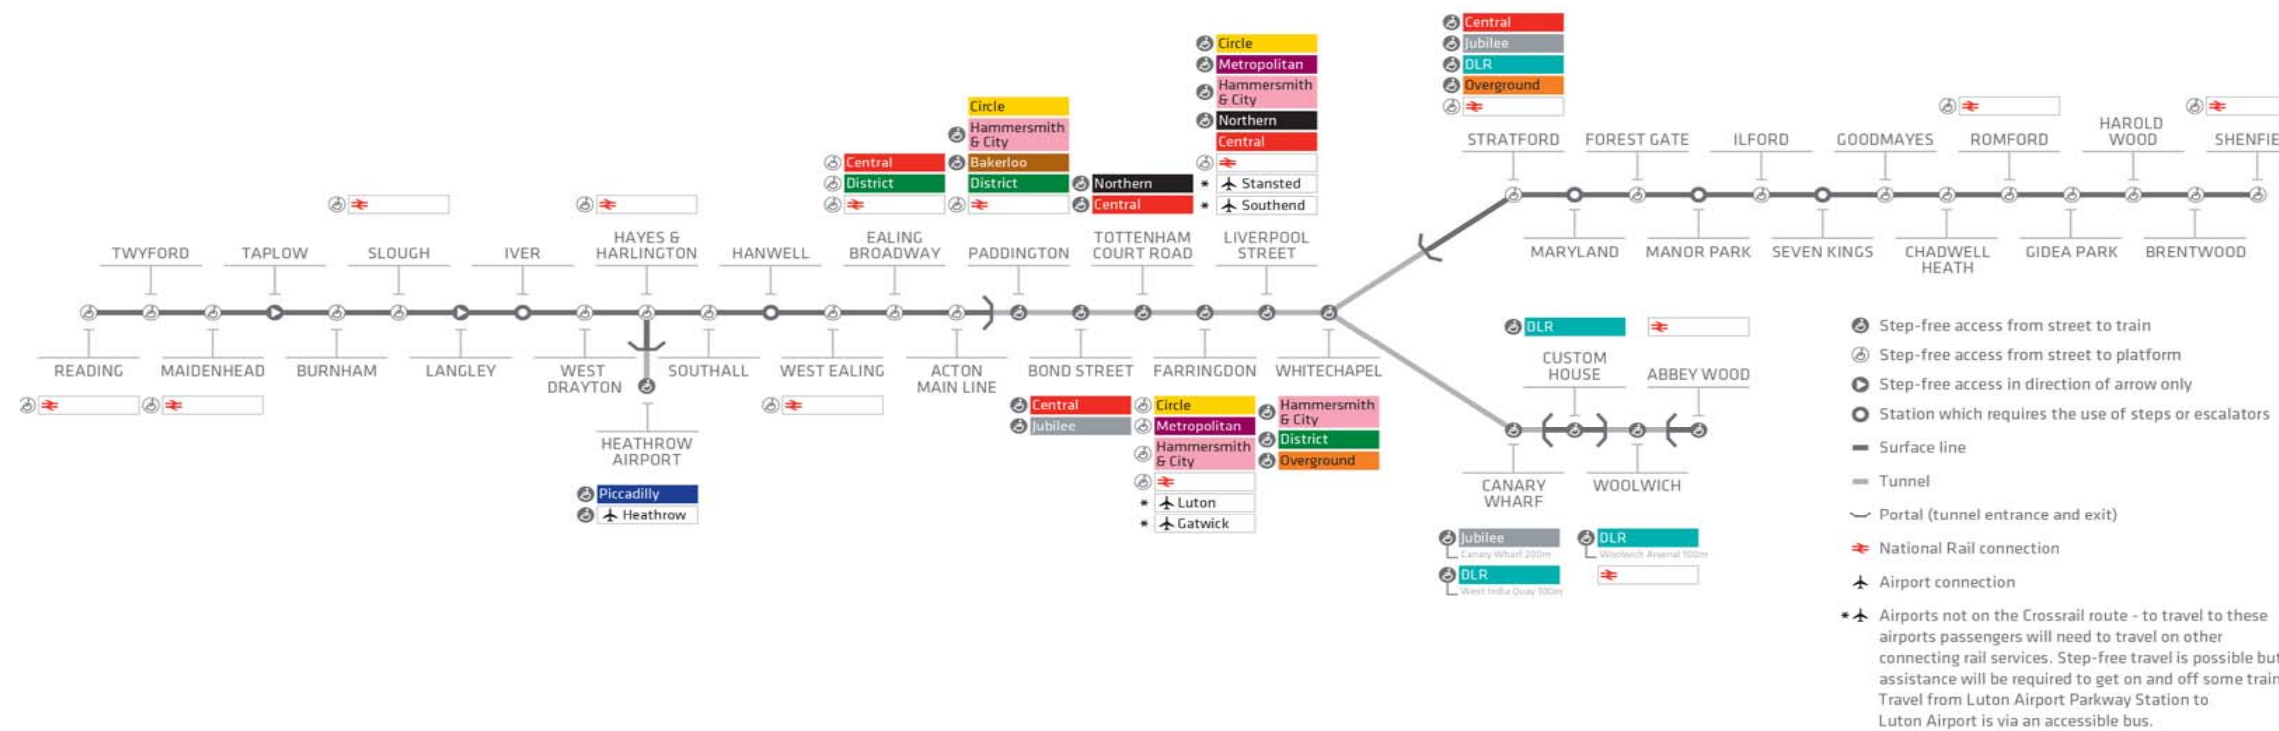 Central
Jubilee
DLR
Overground
Circle
Metropolitan
Hammersmith
& City
Northern
Central
Stansted
Southend
Circle
Hammersmith
& City
Bakerloo
District
Central
District
Northern
Central
STRATFORD
FOREST GATE
ILFORD
GOODMAYES
ROMFORD
HAROLD
WOOD
SHENFIE
TWYFORD
TAPLOW
SLOUGH
IVER
HAYES &
HARLINGTON
HANWELL
EALING
BROADWAY
PADDINGTON
TOTTENHAM
COURT ROAD
LIVERPOOL
STREET
MARYLAND
MANOR PARK
SEVEN KINGS
CHADWELL
HEATH
GIDEA PARK
BRENTWOOD
READING
MAIDENHEAD
BURNHAM
LANGLEY
WEST
DRAYTON
SOUTHALL
WEST EALING
ACTON
MAIN LINE
BOND STREET
FARRINGDON
WHITECHAPEL
HEATHROW
AIRPORT
Piccadilly
Heathrow
Central
Jubilee
Circle
Metropolitan
Hammersmith
& City
* Luton
* Gatwick
Hammersmith
& City
District
Overground
DLR
CUSTOM
HOUSE
ABBEY WOOD
CANARY
WHARF
WOOLWICH
Jubilee
Canary Wharf 200m
DLR
West India Quay 100m
DLR
Woolwich Arsenal 100m
Step-free access from street to train
Step-free access from street to platform
Step-free access in direction of arrow only
Station which requires the use of steps or escalators
Surface line
Tunnel
Portal (tunnel entrance and exit)
National Rail connection
Airport connection
* Airports not on the Crossrail route - to travel to these
airports passengers will need to travel on other
connecting rail services. Step-free travel is possible but
assistance will be required to get on and off some train
Travel from Luton Airport Parkway Station to
Luton Airport is via an accessible bus.